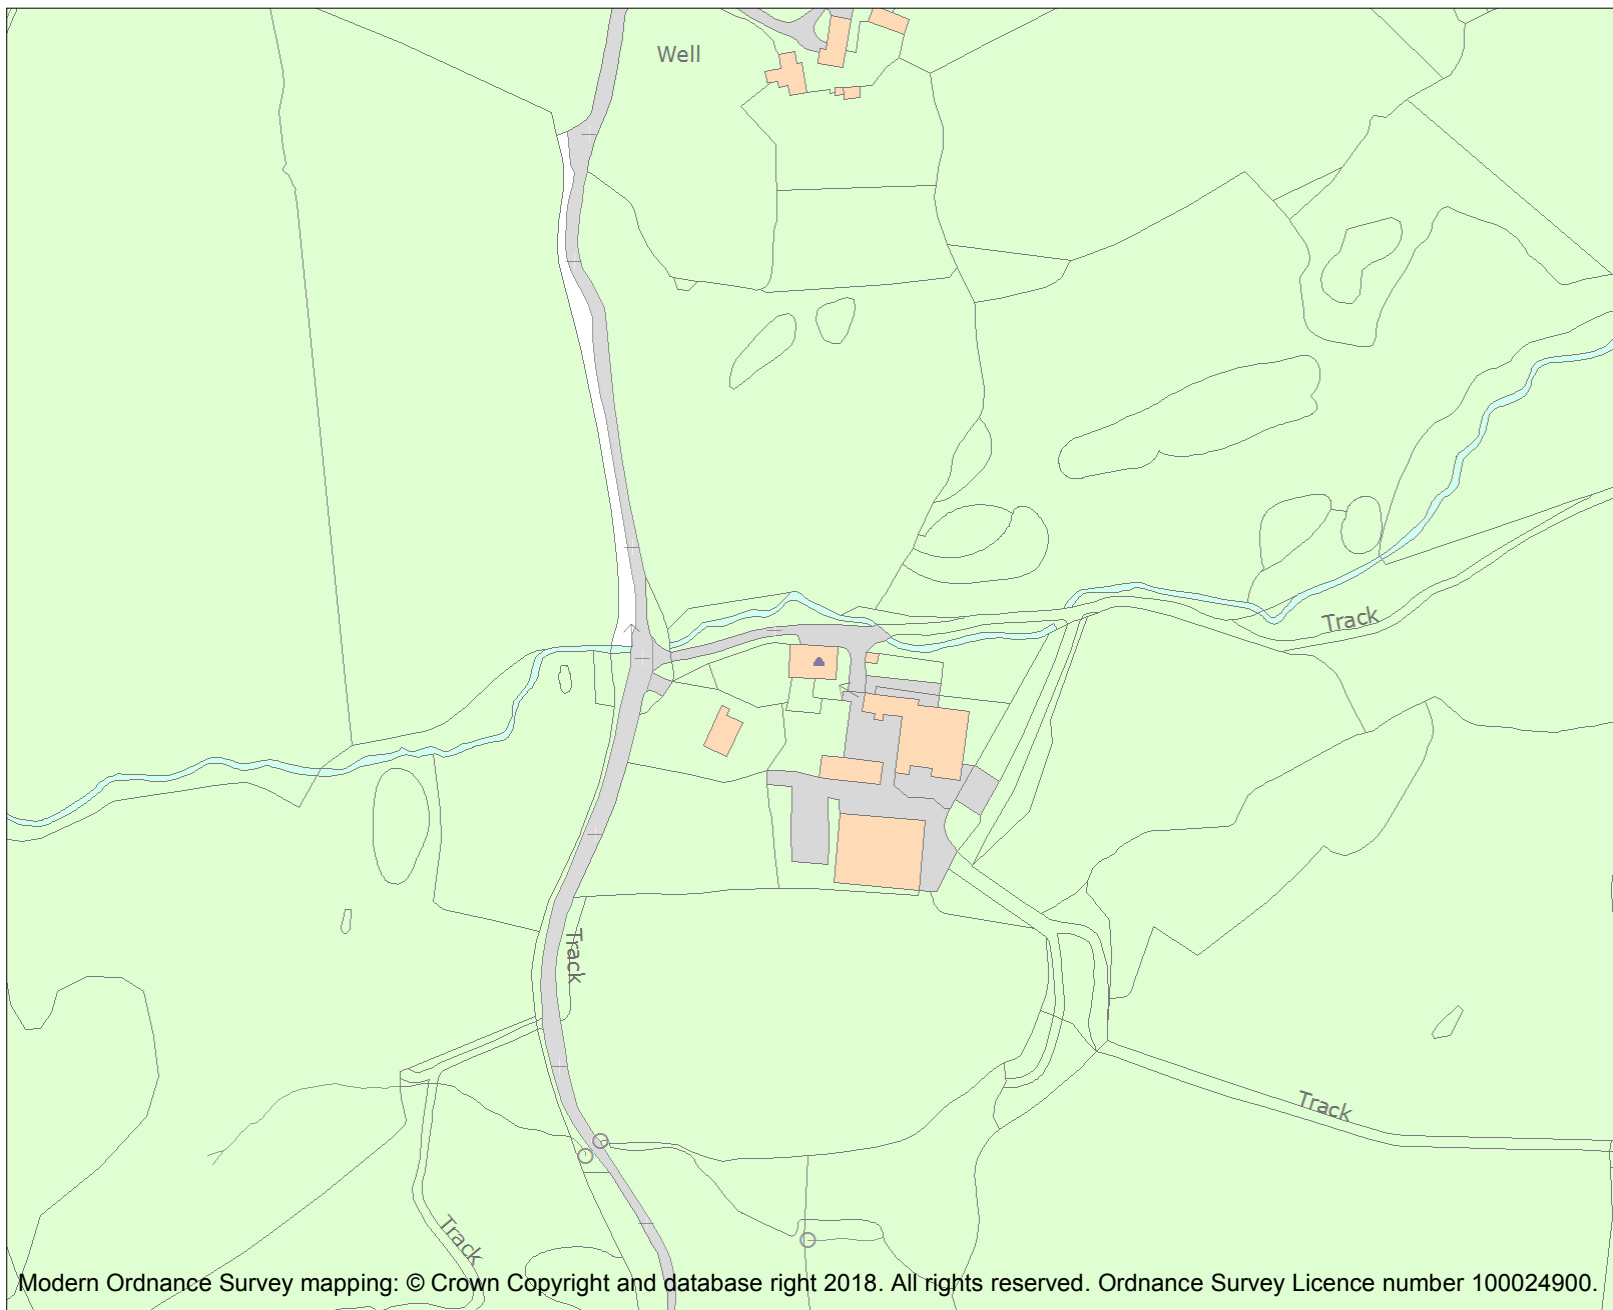 Well
Track
Track
Track
Track
Modern Ordnance Survey mapping: © Crown Copyright and database right 2018. All rights reserved. Ordnance Survey Licence number 100024900.